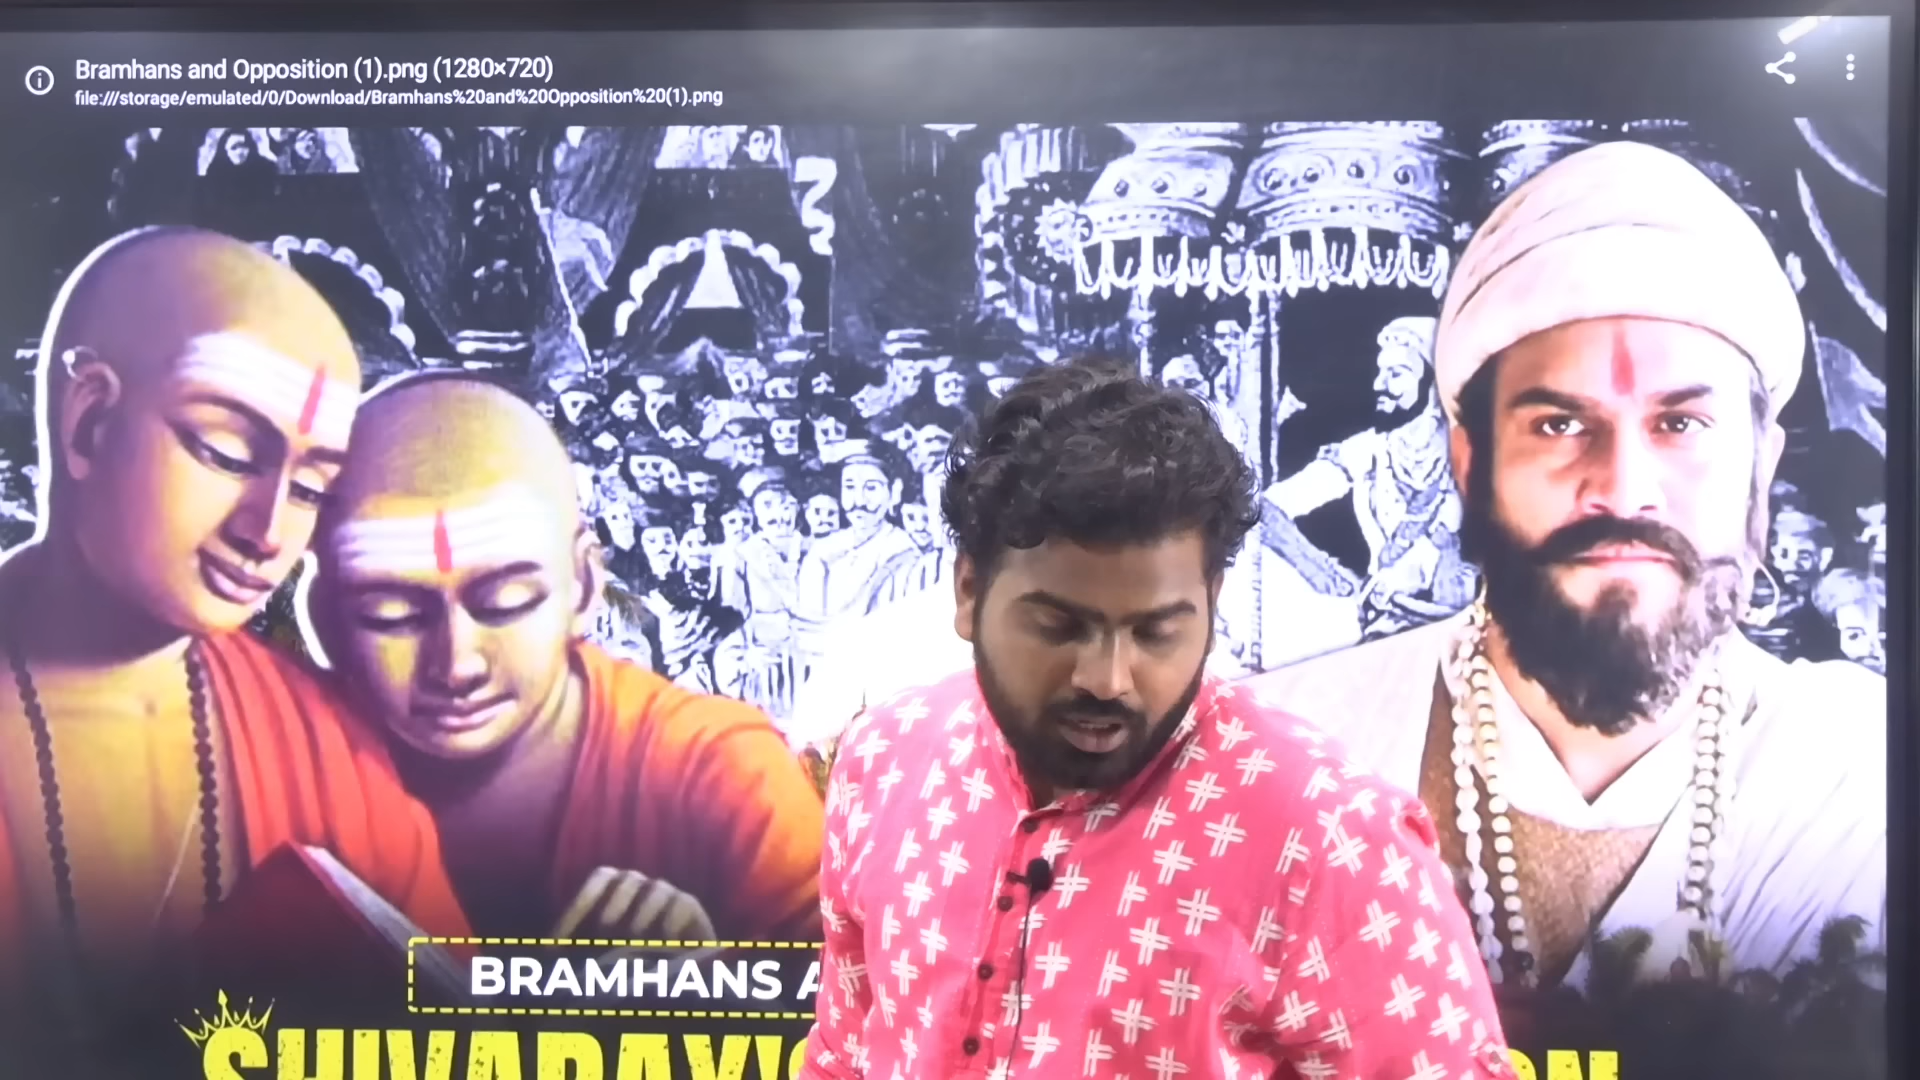 Bramhans and Opposition (1).png (1280×720)
file:///storage/emulated/0/Download/Bramhans%20and%20Opposition%20(1).png
BRAMHANS A
SHIVARAY'S